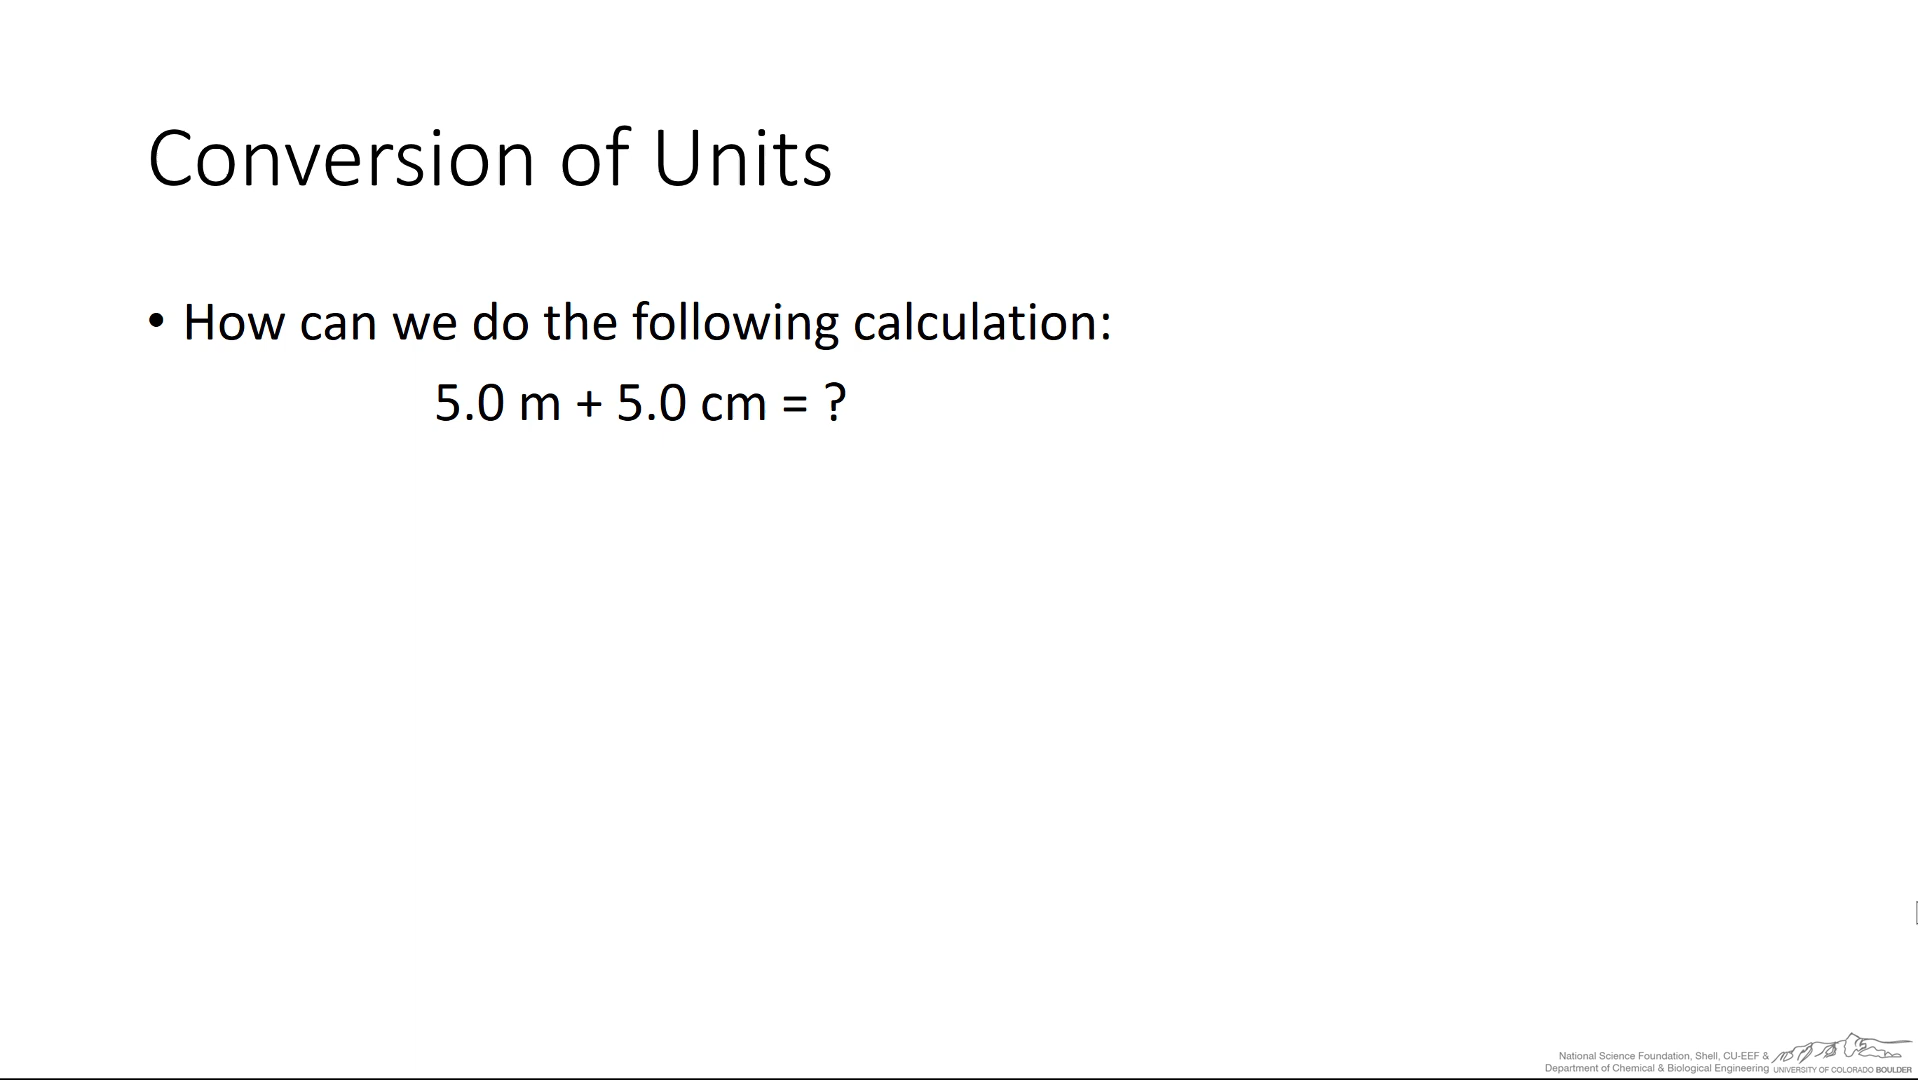 Conversion of Units
• How can we do the following calculation:
5.0 m + 5.0 cm = ?
National Science Foundation, Shell, CU-EEF &
Department of Chemical & Biological Engineering UNIVERSITY OF COLORADO BOULDER